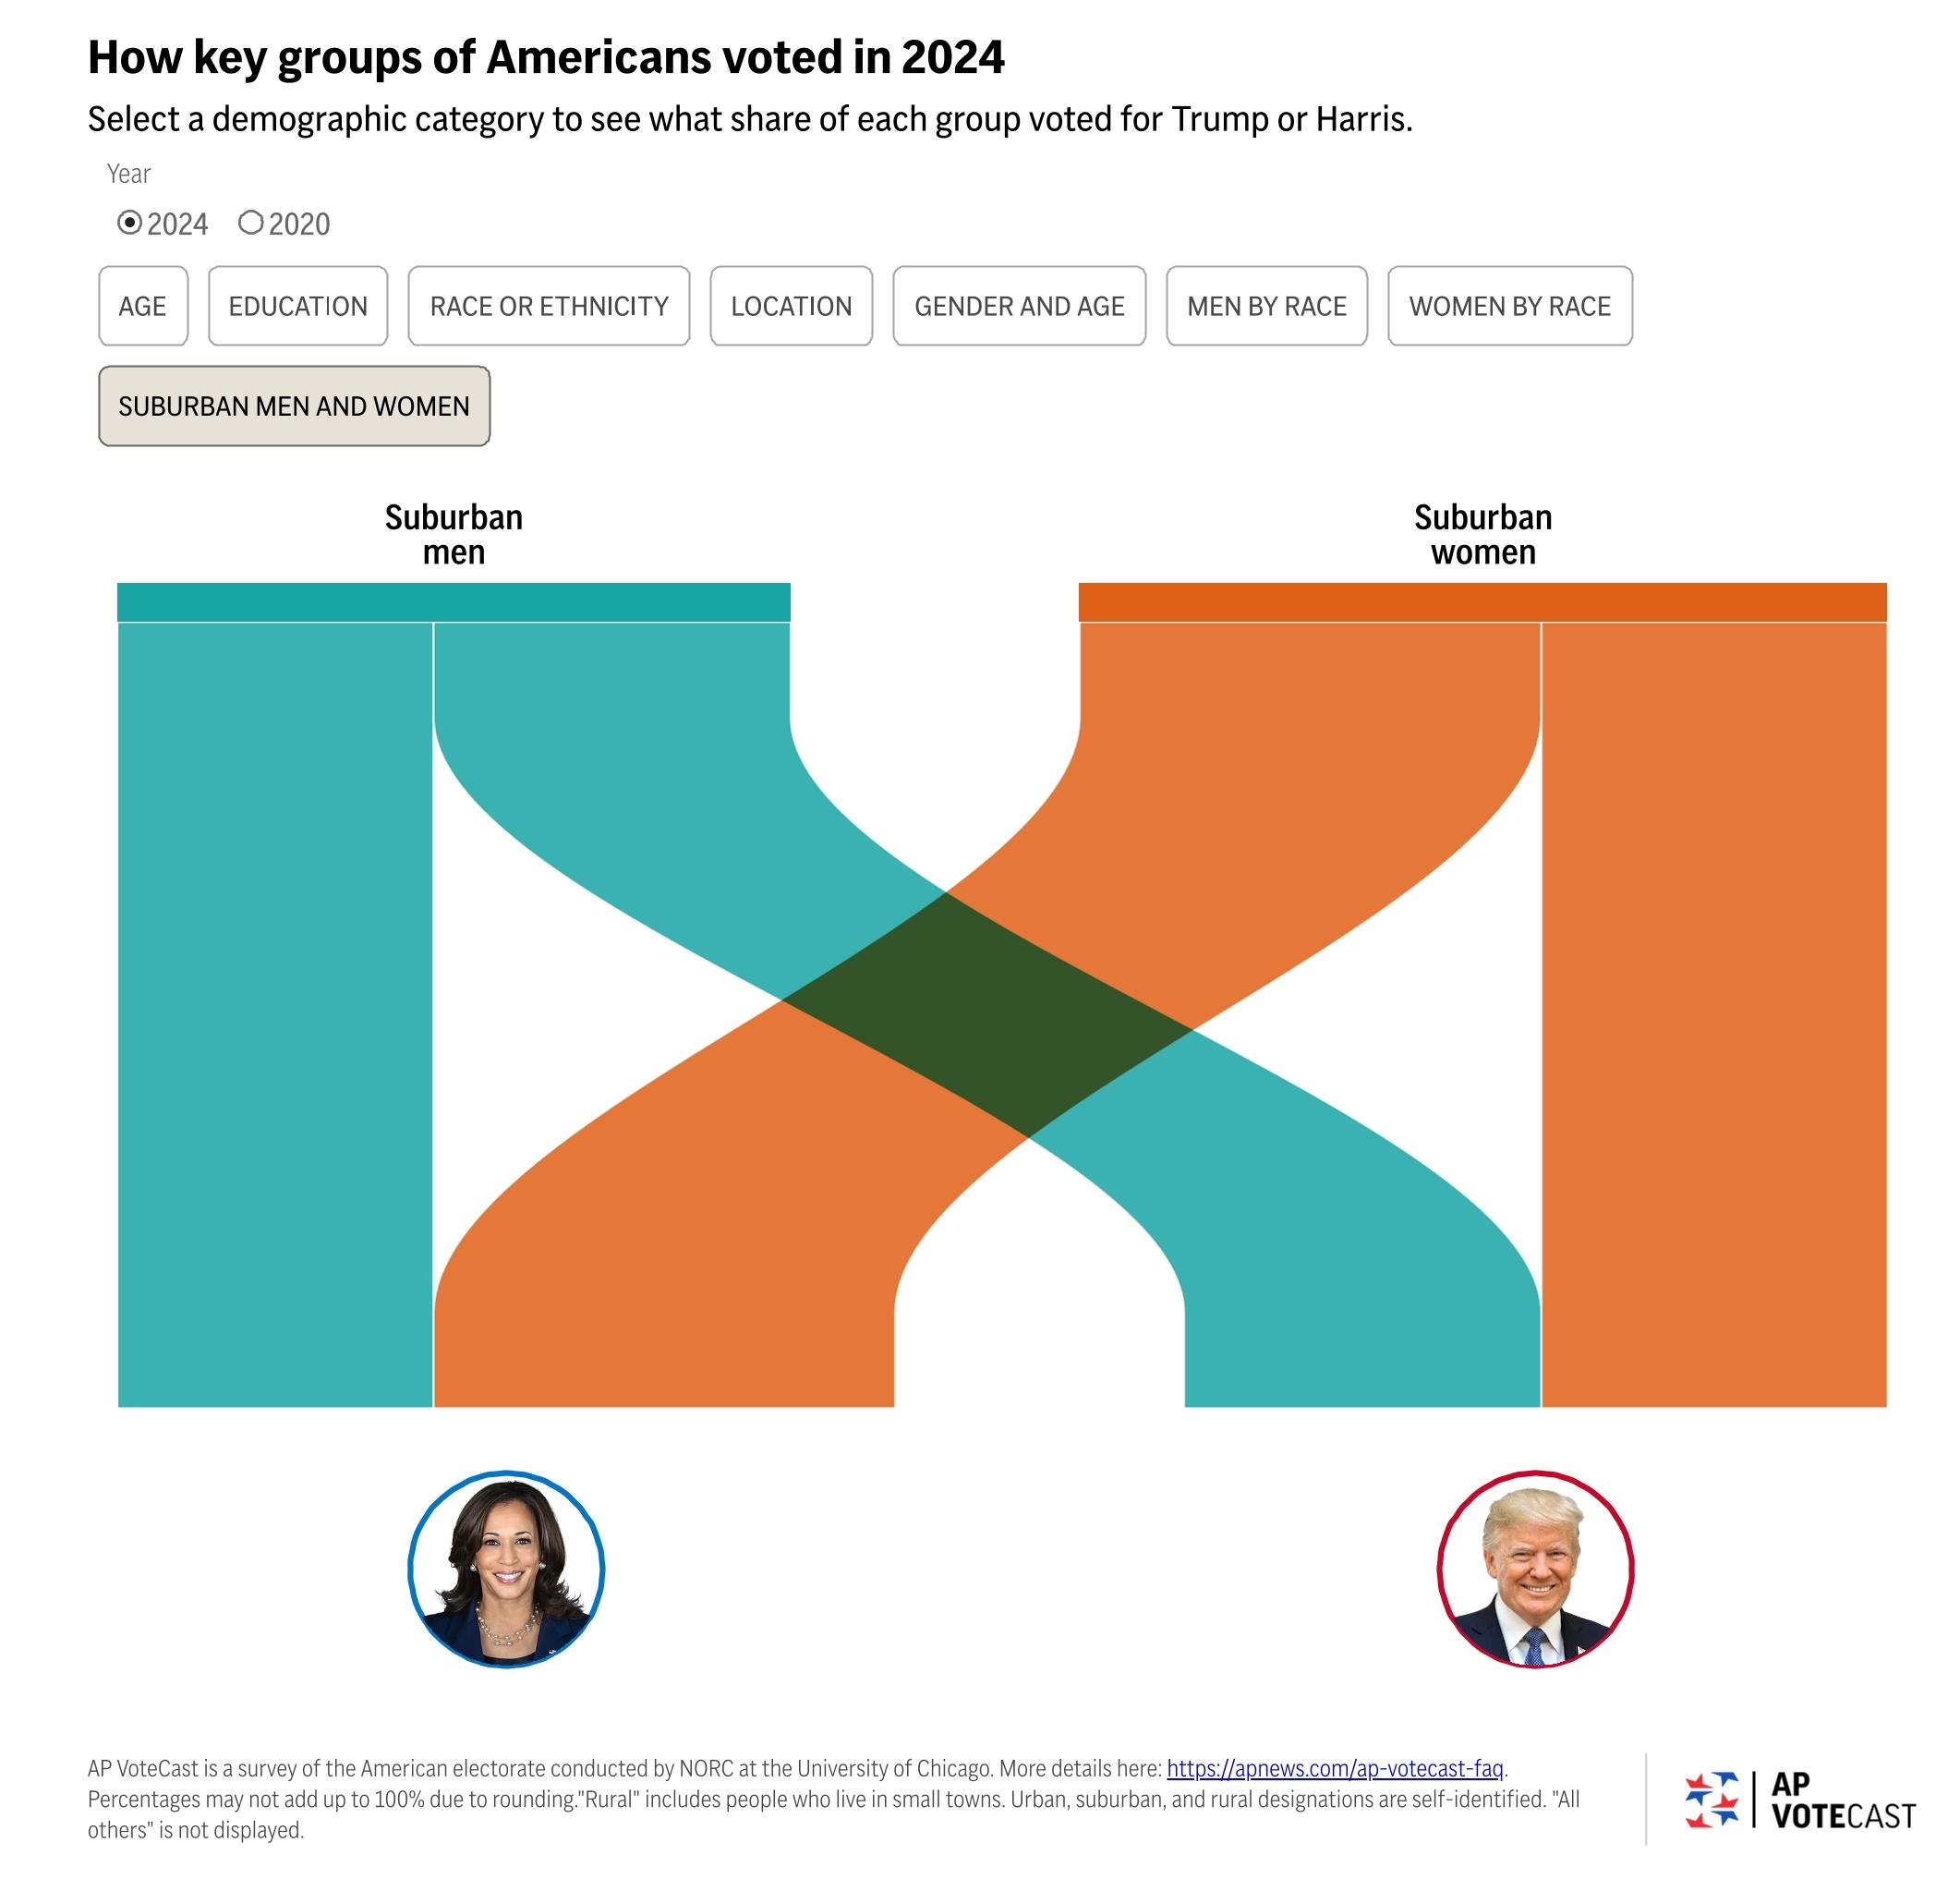 How key groups of Americans voted in 2024
Select a demographic category to see what share of each group voted for Trump or Harris.
Year
2024 2020
AGE EDUCATION RACE OR ETHNICITY LOCATION GENDER AND AGE MEN BY RACE WOMEN BY RACE
SUBURBAN MEN AND WOMEN
Suburban
men
Suburban
women
AP VoteCast is a survey of the American electorate conducted by NORC at the University of Chicago. More details here: https://apnews.com/ap-votecast-faq.
Percentages may not add up to 100% due to rounding."Rural" includes people who live in small towns. Urban, suburban, and rural designations are self-identified. "All
others" is not displayed.
AP
VOTECAST